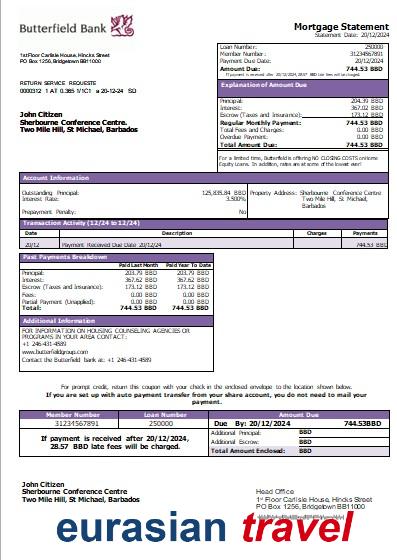 Butterfield Bank
Mortgage Statement
Statement Date: 20/12/2024
1st Floor Carlisle House, Hincks Street
PO Box 1256, Bridgetown BB11000
Loan Number: 250000
Member Number: 31234567891
Payment Due Date: 20/12/2024
Amount Due: 744.53 BBD
If payment is received after 20/12/2024, 28.57 BBD late fees will be charged.
RETURN SERVICE REQUESTE
0000312 1 AT 0.365 1/1C1 a 20-12-24 SD
Explanation of Amount Due
Principal: 204.39 BBD
Interest: 367.02 BBD
Escrow (Taxes and Insurance): 173.12 BBD
Regular Monthly Payment: 744.53 BBD
Total Fees and Charges: 0.00 BBD
Overdue Payment: 0.00 BBD
Total Amount Due: 744.53 BBD
John Citizen
Sherbourne Conference Centre.
Two Mile Hill, St Michael, Barbados
For a limited time, Butterfield is offering NO CLOSING COSTS on Home
Equity Loans. In addition, rates are at some of the lowest ever!
Account Information
Outstanding Principal: 125,835.84 BBD
Interest Rate: 3.500%
Prepayment Penalty: No
Property Address: Sherbourne Conference Centre
Two Mile Hill, St Michael,
Barbados
Transaction Activity (12/24 to 12/24)
Date Description Charges Payments
20/12 Payment Received Due Date 20/12/24 744.53 BBD
Past Payments Breakdown
Paid Last Month Paid Year To Date
Principal: 203.79 BBD 203.79 BBD
Interest: 367.62 BBD 367.62 BBD
Escrow (Taxes and Insurance): 173.12 BBD 173.12 BBD
Fees: 0.00 BBD 0.00 BBD
Partial Payment (Unapplied): 0.00 BBD 0.00 BBD
Total: 744.53 BBD 744.53 BBD
Additional Information
FOR INFORMATION ON HOUSING COUNSELING AGENCIES OR
PROGRAMS IN YOUR AREA CONTACT:
+1 246-431-4589
www.butterfieldgroup.com
Contact the Butterfield bank at: +1 246-431-4589
For prompt credit, return this coupon with your check in the enclosed envelope to the location shown below.
If you are set up with auto payment transfer from your share account, you do not need to mail your
payment.
Member Number Loan Number Amount Due
31234567891 250000 Due By: 20/12/2024 744.53BBD
If payment is received after 20/12/2024,
28.57 BBD late fees will be charged.
Additional Principal: BBD
Additional Escrow: BBD
Total Amount Enclosed: BBD
John Citizen
Sherbourne Conference Centre
Two Mile Hill, St Michael, Barbados
Head Office
1st Floor Carlisle House, Hincks Street
PO Box 1256, Bridgetown BB11000
eurasian travel